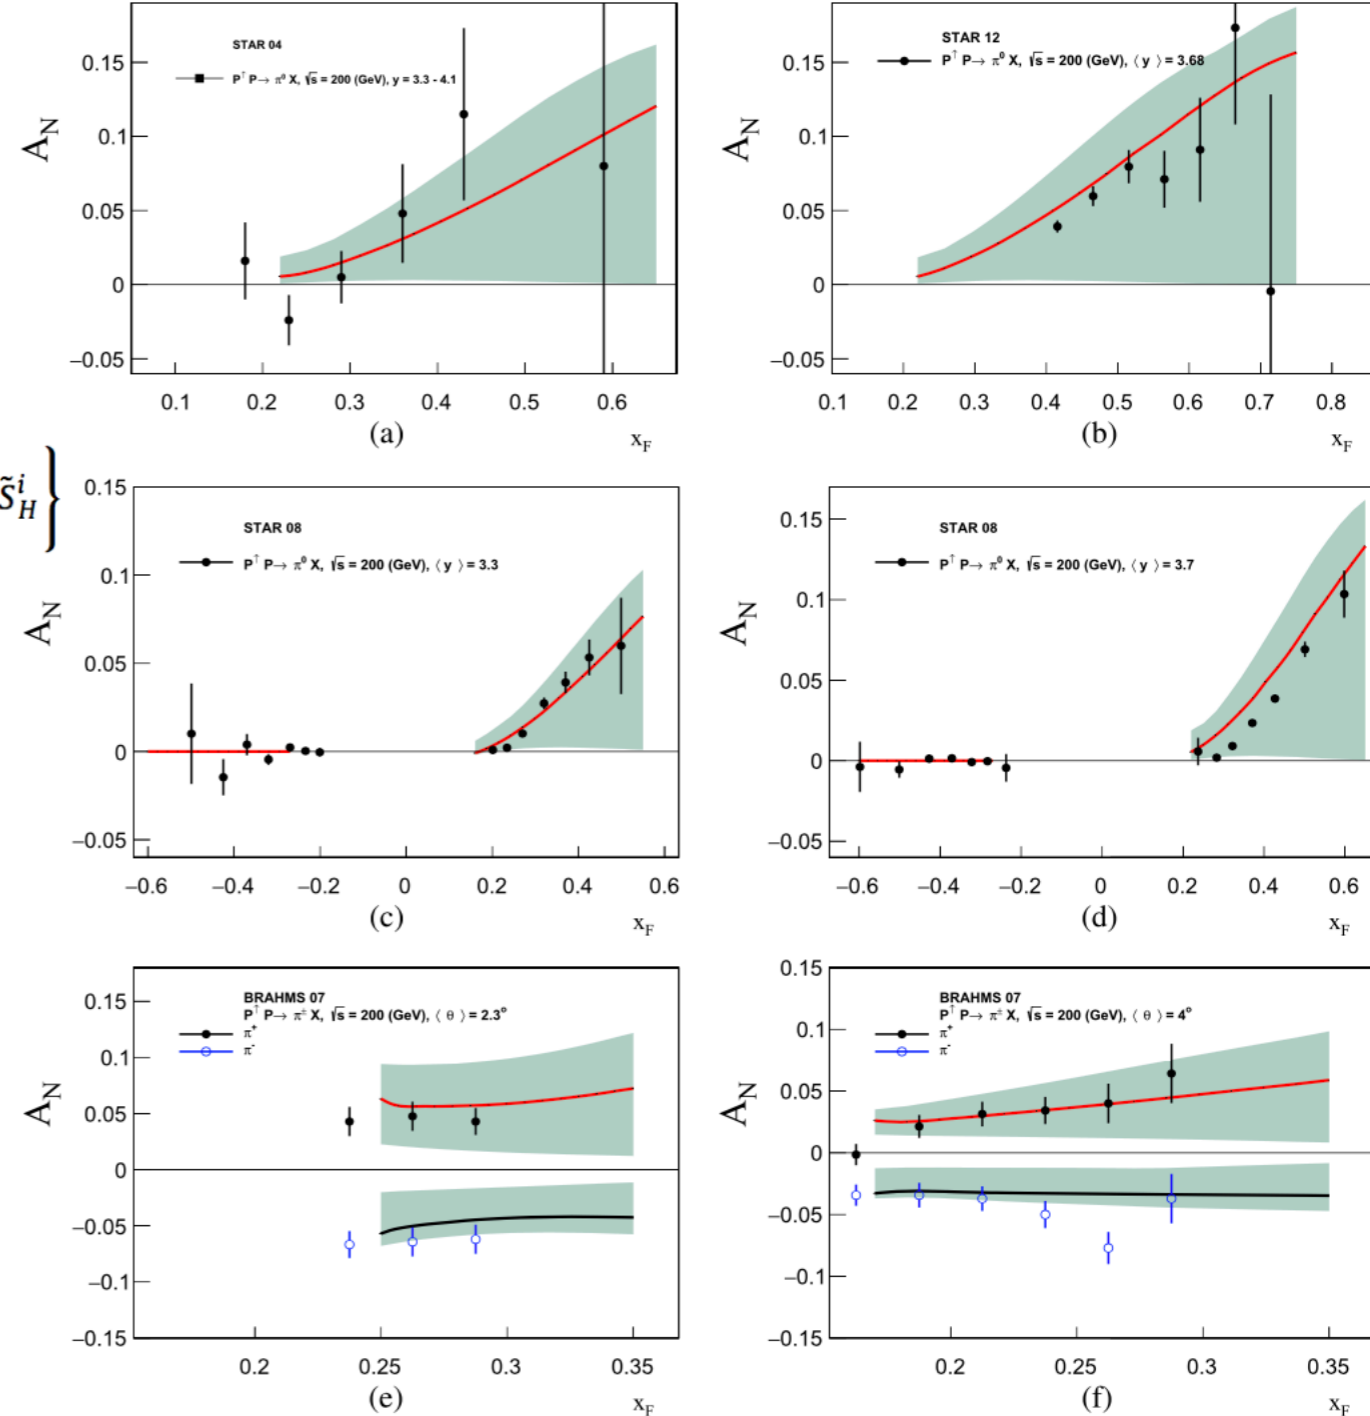 STAR 04
P↑ P→ π⁰ X, √s = 200 (GeV), y = 3.3 - 4.1
0.15
0.1
0.05
0
−0.05
A_N
0.1 0.2 0.3 0.4 0.5 0.6
(a)
x_F
STAR 12
P↑ P→ π⁰ X, √s = 200 (GeV), ⟨ y ⟩ = 3.68
0.15
0.1
0.05
0
−0.05
A_N
0.1 0.2 0.3 0.4 0.5 0.6 0.7 0.8
(b)
x_F
S̃_H^i }
STAR 08
P↑ P→ π⁰ X, √s = 200 (GeV), ⟨ y ⟩ = 3.3
0.15
0.1
0.05
0
−0.05
A_N
−0.6 −0.4 −0.2 0 0.2 0.4 0.6
(c)
x_F
STAR 08
P↑ P→ π⁰ X, √s = 200 (GeV), ⟨ y ⟩ = 3.7
0.15
0.1
0.05
0
−0.05
A_N
−0.6 −0.4 −0.2 0 0.2 0.4 0.6
(d)
x_F
BRAHMS 07
P↑ P→ π± X, √s = 200 (GeV), ⟨ θ ⟩ = 2.3°
π⁺
π⁻
0.15
0.1
0.05
0
−0.05
−0.1
−0.15
A_N
0.2 0.25 0.3 0.35
(e)
x_F
BRAHMS 07
P↑ P→ π± X, √s = 200 (GeV), ⟨ θ ⟩ = 4°
π⁺
π⁻
0.15
0.1
0.05
0
−0.05
−0.1
−0.15
A_N
0.2 0.25 0.3 0.35
(f)
x_F